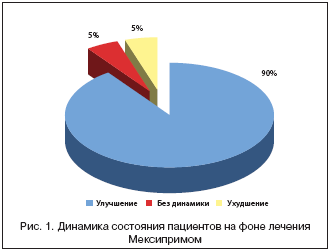 5%
5%
90%
Улучшение Без динамики Ухудшение
Рис. 1. Динамика состояния пациентов на фоне лечения
Мексипримом